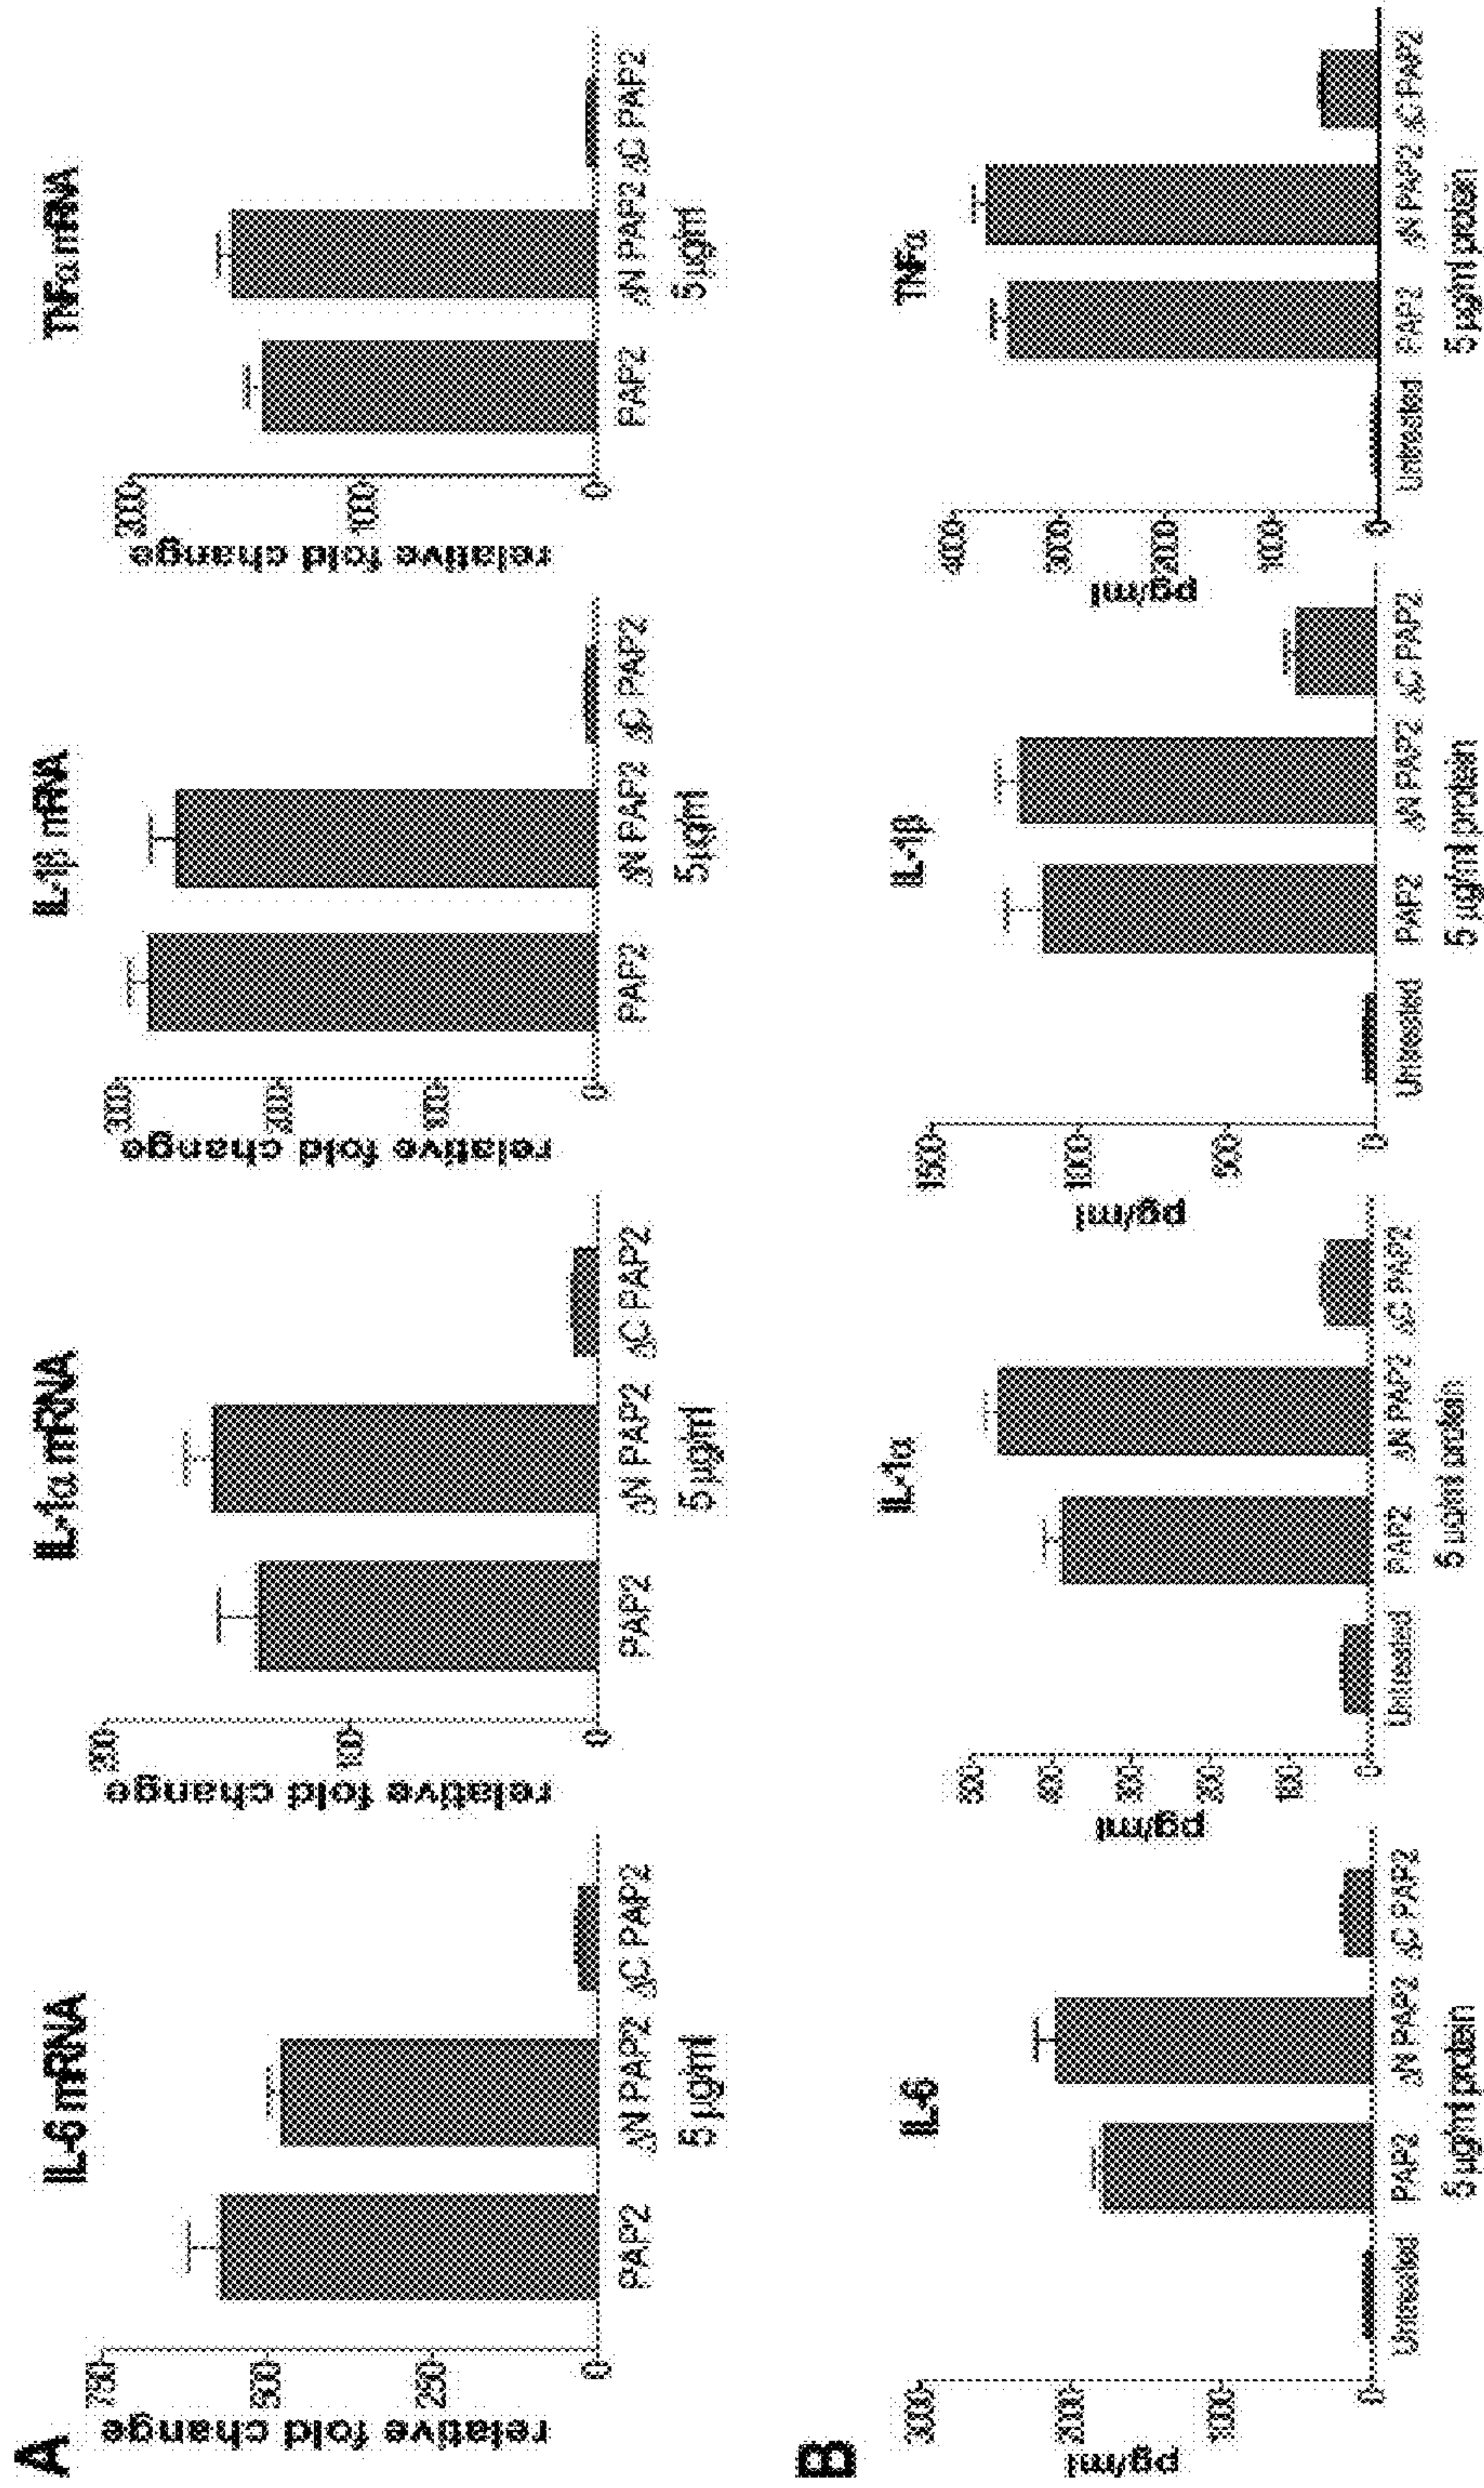 A
IL-6 mRNA
relative fold change
750
500
250
0
PAP2 ΔN PAP2 ΔC PAP2
5 µg/ml
IL-1α mRNA
relative fold change
200
100
0
PAP2 ΔN PAP2 ΔC PAP2
5 µg/ml
IL-1β mRNA
relative fold change
300
200
100
0
PAP2 ΔN PAP2 ΔC PAP2
5 µg/ml
TNFα mRNA
relative fold change
100
0
PAP2 ΔN PAP2 ΔC PAP2
5 µg/ml
B
IL-6
pg/ml
3000
2000
1000
0
Untreated PAP2 ΔN PAP2 ΔC PAP2
5 µg/ml protein
IL-1α
pg/ml
500
400
300
200
100
0
Untreated PAP2 ΔN PAP2 ΔC PAP2
5 µg/ml protein
IL-1β
pg/ml
1500
1000
500
0
Untreated PAP2 ΔN PAP2 ΔC PAP2
5 µg/ml protein
TNFα
pg/ml
4000
3000
2000
1000
0
Untreated PAP2 ΔN PAP2 ΔC PAP2
5 µg/ml protein